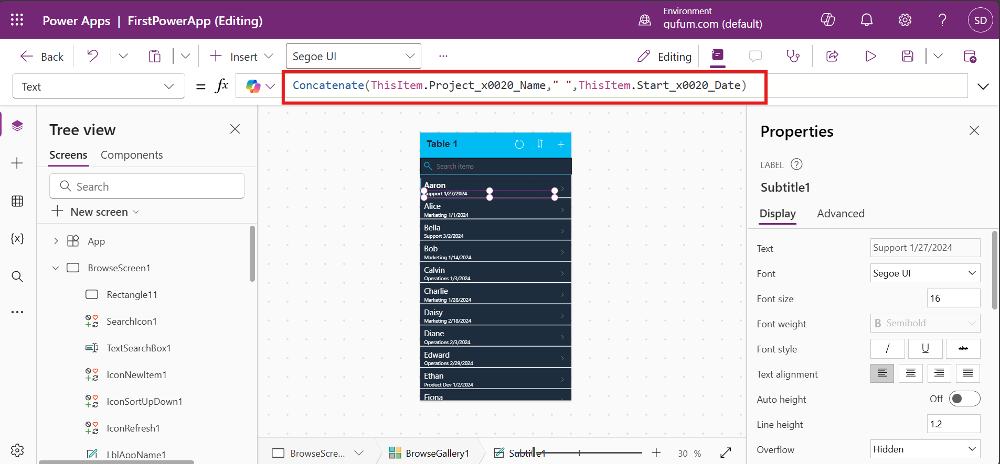 Power Apps | FirstPowerApp (Editing)
Environment
qufum.com (default)
SD
Back
Insert
Segoe UI
...
Editing
Text
= fx
Concatenate(ThisItem.Project_x0020_Name," ",ThisItem.Start_x0020_Date)
Tree view
Screens
Components
Search
New screen
App
BrowseScreen1
Rectangle11
SearchIcon1
TextSearchBox1
IconNewItem1
IconSortUpDown1
IconRefresh1
LblAppName1
Table 1
Search items
Aaron
upport 1/27/2024
Alice
Marketing 1/1/2024
Bella
Support 3/2/2024
Bob
Marketing 1/14/2024
Calvin
Operations 1/3/2024
Charlie
Marketing 1/28/2024
Daisy
Marketing 2/18/2024
Diane
Operations 2/3/2024
Edward
Operations 2/29/2024
Ethan
Product Dev 1/2/2024
Fiona
BrowseScre...
BrowseGallery1
Subtitle1
30 %
Properties
LABEL ?
Subtitle1
Display
Advanced
Text
Support 1/27/2024
Font
Segoe UI
Font size
16
Font weight
B Semibold
Font style
/ U abc
Text alignment
Auto height
Off
Line height
1.2
Overflow
Hidden